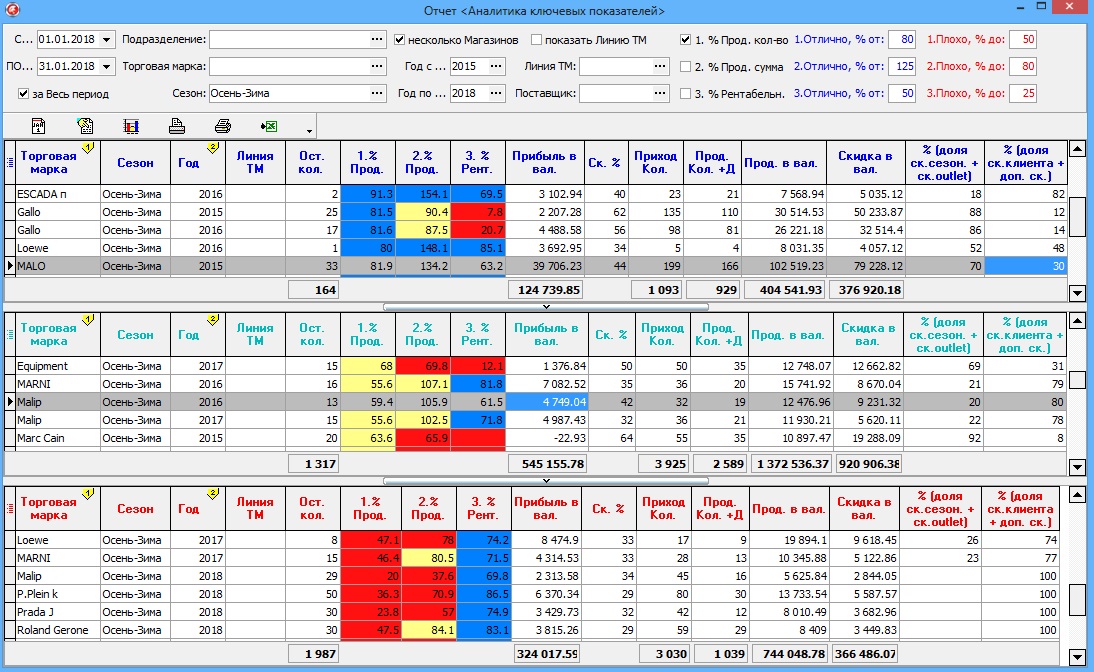 Отчет <Аналитика ключевых показателей>
С... 01.01.2018 Подразделение: ... несколько Магазинов показать Линию ТМ 1. % Прод. кол-во 1.Отлично, % от: 80 1.Плохо, % до: 50
ПО... 31.01.2018 Торговая марка: ... Год с ... 2015 ... Линия ТМ: ... 2. % Прод. сумма 2.Отлично, % от: 125 2.Плохо, % до: 80
за Весь период Сезон: Осень-Зима ... Год по ... 2018 ... Поставщик: ... 3. % Рентабельн. 3.Отлично, % от: 50 3.Плохо, % до: 25
Торговая марка 1 Сезон Год 2 Линия ТМ Ост. кол. 1.% Прод. 2.% Прод. 3. % Рент. Прибыль в вал. Ск. % Приход Кол. Прод. Кол. +Д Прод. в вал. Скидка в вал. % (доля ск.сезон. + ск.outlet) % (доля ск.клиента + доп. ск.)
ESCADA п Осень-Зима 2016 2 91.3 154.1 69.5 3 102.94 40 23 21 7 568.94 5 035.12 18 82
Gallo Осень-Зима 2015 25 81.5 90.4 7.8 2 207.28 62 135 110 30 514.53 50 233.87 88 12
Gallo Осень-Зима 2016 17 81.6 87.5 20.7 4 488.58 56 98 81 26 221.18 32 514.4 86 14
Loewe Осень-Зима 2016 1 80 148.1 85.1 3 692.95 34 5 4 8 031.35 4 057.12 52 48
MALO Осень-Зима 2015 33 81.9 134.2 63.2 39 706.23 44 199 166 102 519.23 79 228.12 70 30
164 124 739.85 1 093 929 404 541.93 376 920.18
Торговая марка 1 Сезон Год 2 Линия ТМ Ост. кол. 1.% Прод. 2.% Прод. 3. % Рент. Прибыль в вал. Ск. % Приход Кол. Прод. Кол. +Д Прод. в вал. Скидка в вал. % (доля ск.сезон. + ск.outlet) % (доля ск.клиента + доп. ск.)
Equipment Осень-Зима 2017 15 68 69.8 12.1 1 376.84 50 50 35 12 748.07 12 662.82 69 31
MARNI Осень-Зима 2016 16 55.6 107.1 81.8 7 082.52 35 36 20 15 741.92 8 670.04 21 79
Malip Осень-Зима 2016 13 59.4 105.9 61.5 4 749.04 42 32 19 12 476.96 9 231.32 20 80
Malip Осень-Зима 2017 15 55.6 102.5 71.8 4 987.43 32 36 21 11 930.21 5 620.11 22 78
Marc Cain Осень-Зима 2015 20 63.6 65.9 -22.93 64 55 35 10 897.47 19 288.09 92 8
1 317 545 155.78 3 925 2 589 1 372 536.37 920 906.38
Торговая марка 1 Сезон Год 2 Линия ТМ Ост. кол. 1.% Прод. 2.% Прод. 3. % Рент. Прибыль в вал. Ск. % Приход Кол. Прод. Кол. +Д Прод. в вал. Скидка в вал. % (доля ск.сезон. + ск.outlet) % (доля ск.клиента + доп. ск.)
Loewe Осень-Зима 2017 8 47.1 78 74.2 8 474.9 33 17 9 19 894.1 9 618.45 26 74
MARNI Осень-Зима 2017 15 46.4 80.5 71.5 4 314.53 33 28 13 10 345.88 5 122.86 23 77
Malip Осень-Зима 2018 29 20 37.6 69.8 2 313.58 34 45 16 5 625.84 2 844.05 100
P.Plein k Осень-Зима 2018 50 36.3 70.9 86.5 6 370.34 29 80 30 13 733.54 5 587.57 100
Prada J Осень-Зима 2018 30 23.8 57 74.9 3 429.73 32 42 12 8 010.49 3 682.96 100
Roland Gerone Осень-Зима 2018 30 47.5 84.1 83.1 3 815.26 29 59 29 8 409 3 449.83 100
1 987 324 017.59 3 030 1 039 744 048.78 366 486.07